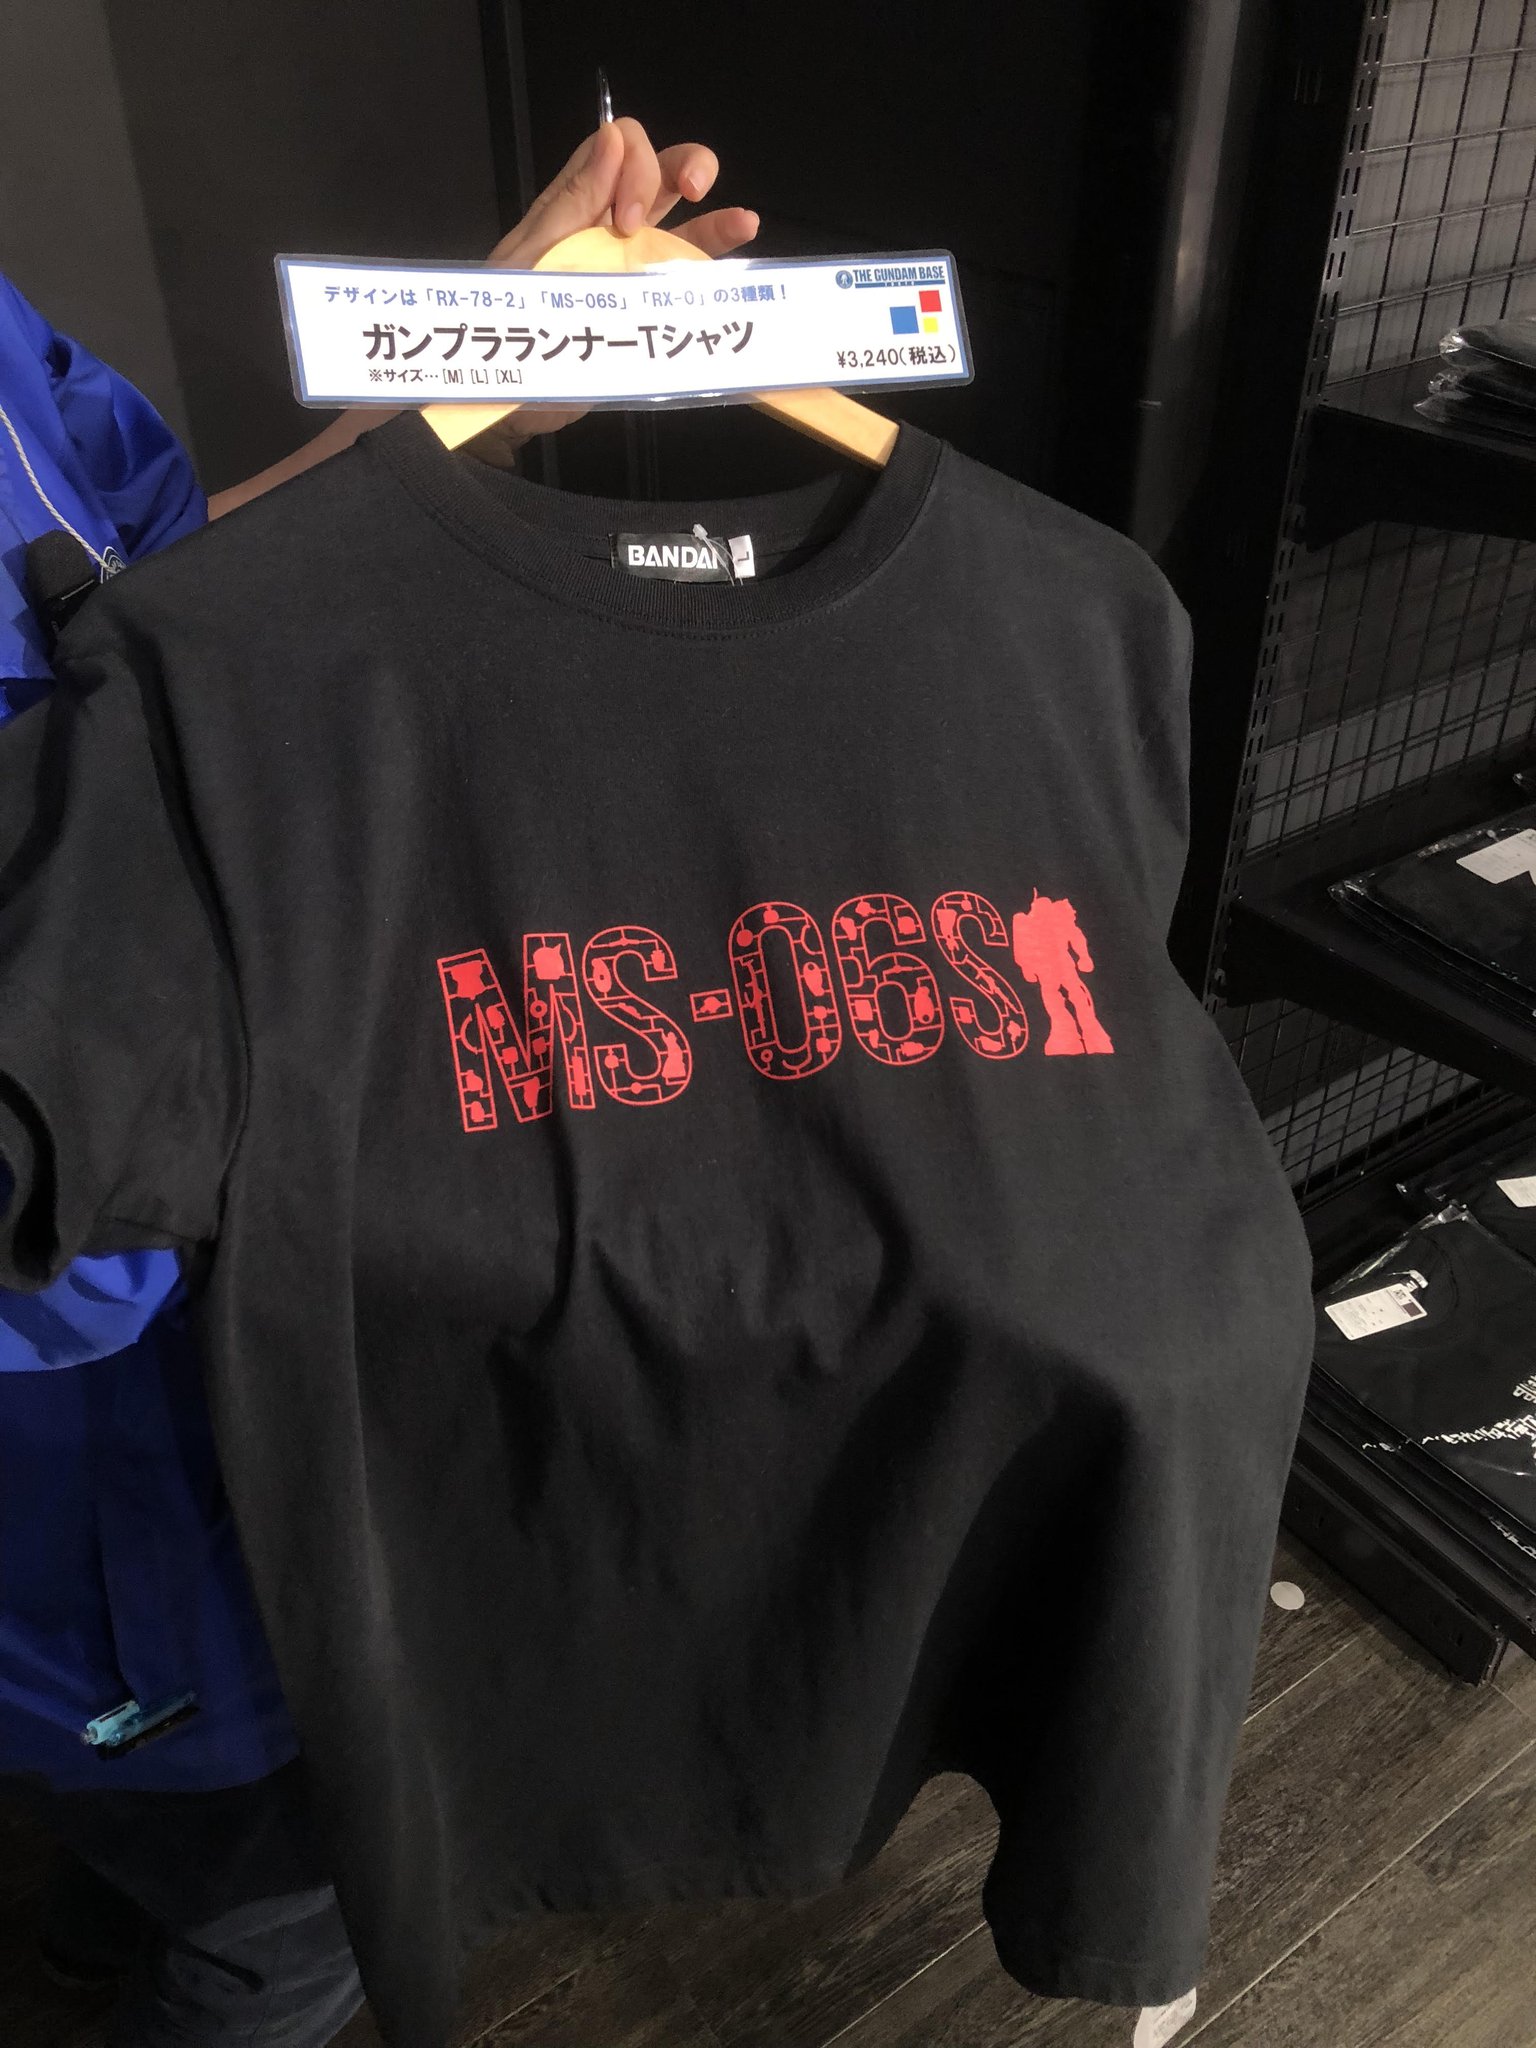 THE GUNDAM BASE
TOKYO
デザインは「RX-78-2」「MS-06S」「RX-0」の3種類!
ガンプラランナーTシャツ
¥3,240(税込)
※サイズ…[M] [L] [XL]
BANDAI
L
MS-06S